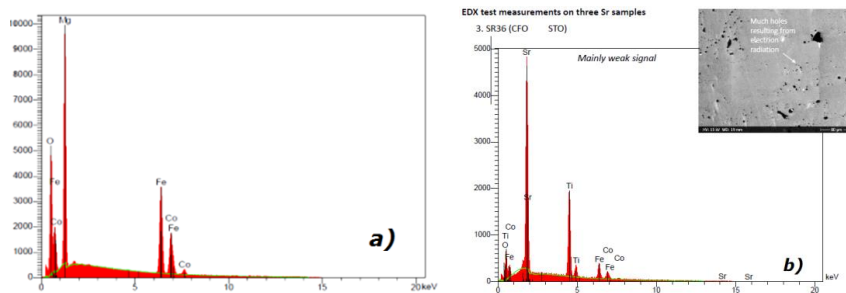 Mg
10000
9000
8000
7000
6000
5000
4000
3000
2000
1000
0
O
Fe
Co
Fe
Co
Fe
Co
a)
0
5
10
15
20 keV
EDX test measurements on three Sr samples
3. SR36 (CFO STO)
Sr
Mainly weak signal
Much holes
resulting from
5000
4000
3000
2000
1000
0
Sr
Ti
Co
Ti
O
Fe
Ti
Co
Fe
Co
Fe
Co
Sr
Sr
b)
0
5
10
15
20
keV
radiation